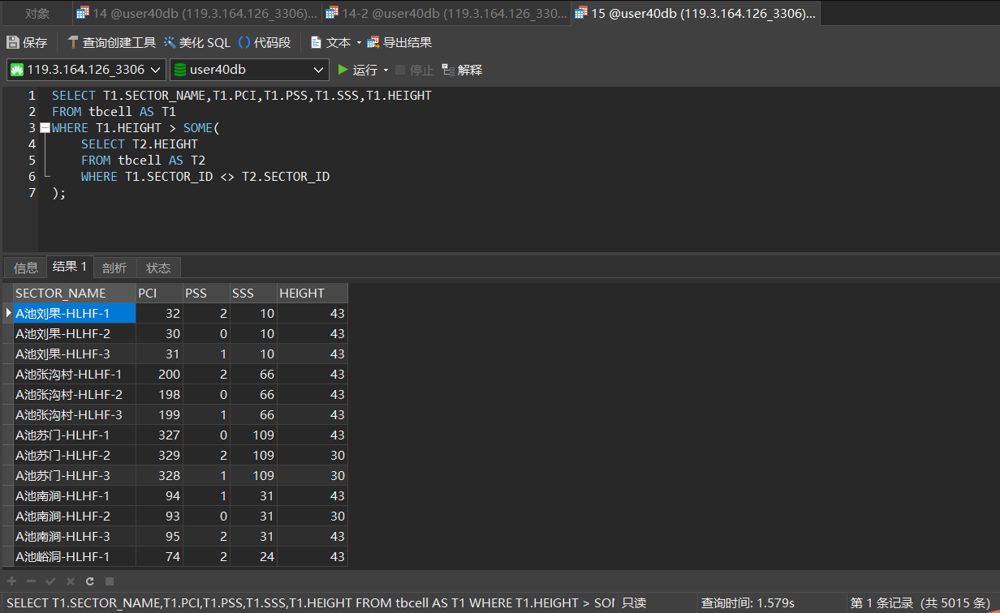 对象 14 @user40db (119.3.164.126_3306)... 14-2 @user40db (119.3.164.126_330... 15 @user40db (119.3.164.126_3306)...
保存 查询创建工具 美化 SQL () 代码段 文本 导出结果
119.3.164.126_3306 user40db 运行 停止 解释
1 SELECT T1.SECTOR_NAME,T1.PCI,T1.PSS,T1.SSS,T1.HEIGHT
2 FROM tbcell AS T1
3 WHERE T1.HEIGHT > SOME(
4 SELECT T2.HEIGHT
5 FROM tbcell AS T2
6 WHERE T1.SECTOR_ID <> T2.SECTOR_ID
7 );
信息 结果 1 剖析 状态
SECTOR_NAME PCI PSS SSS HEIGHT
A池刘果-HLHF-1 32 2 10 43
A池刘果-HLHF-2 30 0 10 43
A池刘果-HLHF-3 31 1 10 43
A池张沟村-HLHF-1 200 2 66 43
A池张沟村-HLHF-2 198 0 66 43
A池张沟村-HLHF-3 199 1 66 43
A池苏门-HLHF-1 327 0 109 43
A池苏门-HLHF-2 329 2 109 30
A池苏门-HLHF-3 328 1 109 30
A池南涧-HLHF-1 94 1 31 43
A池南涧-HLHF-2 93 0 31 30
A池南涧-HLHF-3 95 2 31 43
A池峪洞-HLHF-1 74 2 24 43
SELECT T1.SECTOR_NAME,T1.PCI,T1.PSS,T1.SSS,T1.HEIGHT FROM tbcell AS T1 WHERE T1.HEIGHT > SOM 只读 查询时间: 1.579s 第 1 条记录 (共 5015 条)